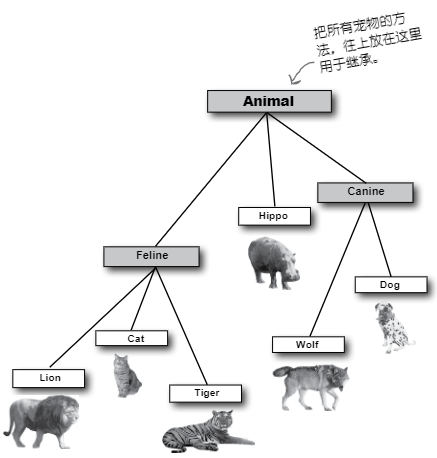 把所有宠物的方
法，往上放在这里
用于继承。
Animal
Canine
Hippo
Feline
Dog
Cat
Wolf
Lion
Tiger